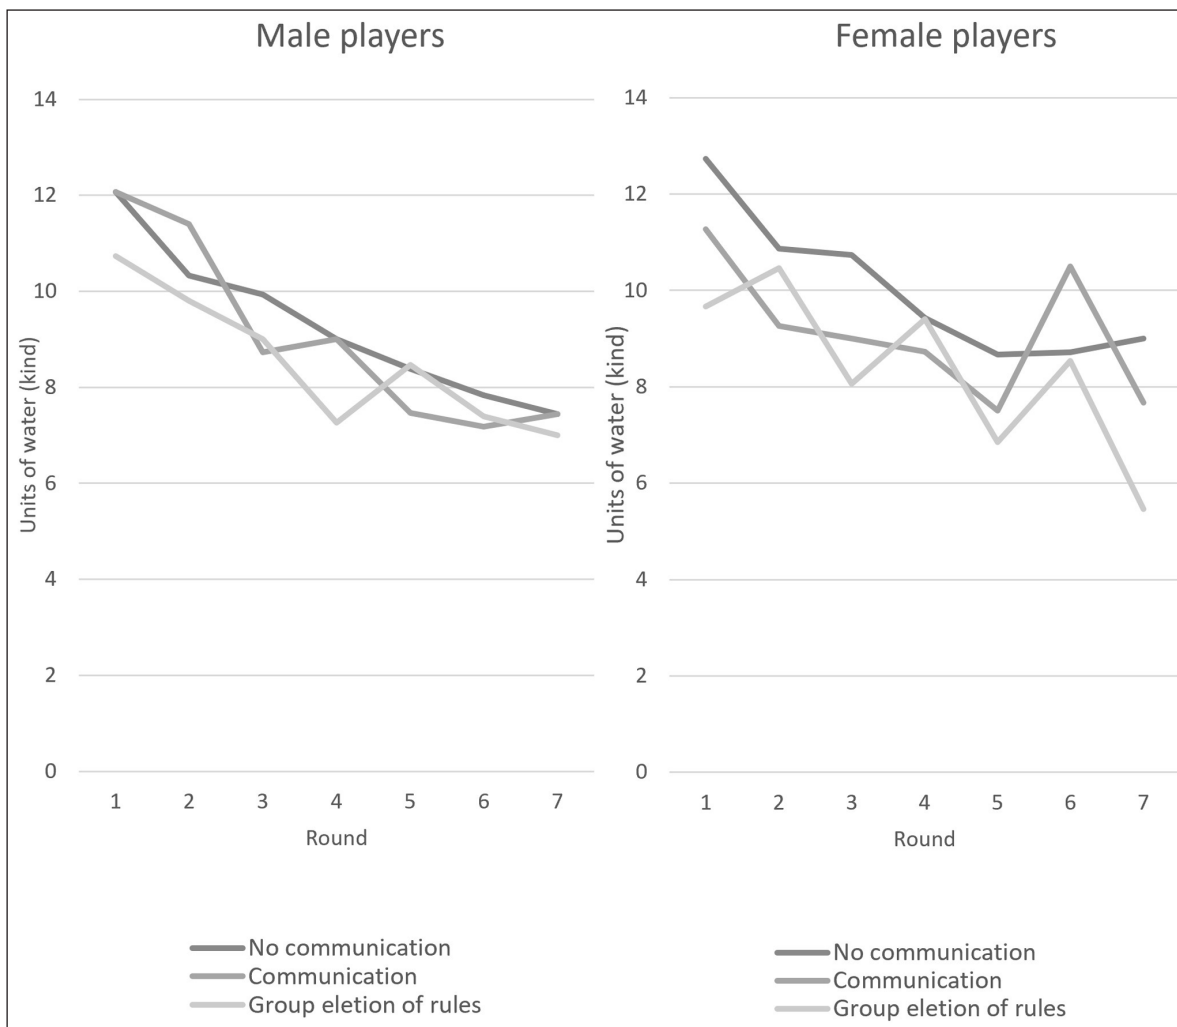 Male players
Units of water (kind)
14
12
10
8
6
4
2
0
1 2 3 4 5 6 7
Round
No communication
Communication
Group eletion of rules
Female players
Units of water (kind)
14
12
10
8
6
4
2
0
1 2 3 4 5 6 7
Round
No communication
Communication
Group eletion of rules